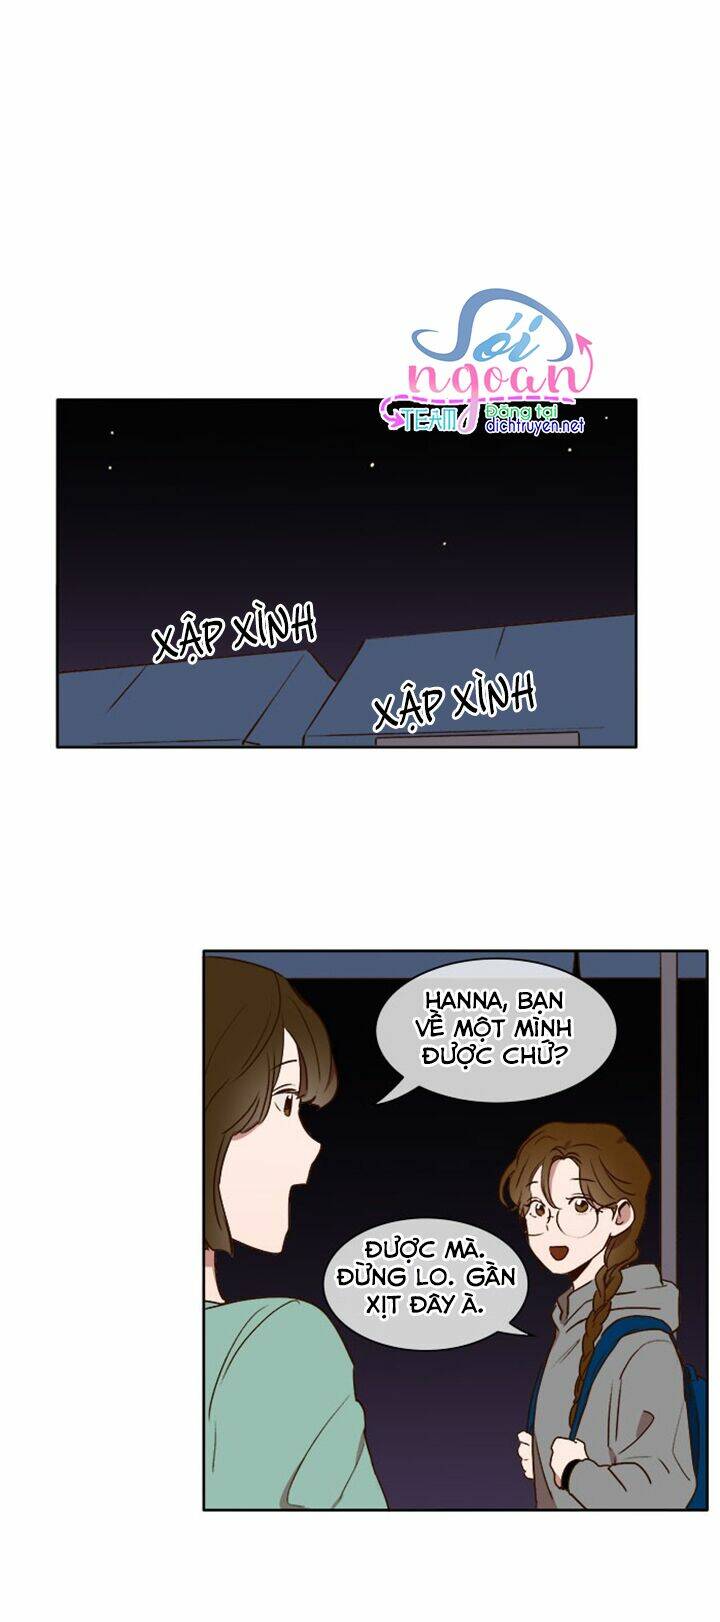 Sói
ngoan
TEAM
Đăng tại
dichtruyen.net
XẬP XÌNH
XẬP XÌNH
HANNA, BẠN
VỀ MỘT MÌNH
ĐƯỢC CHỨ?
ĐƯỢC MÀ.
ĐỪNG LO. GẦN
XỊT ĐÂY À.